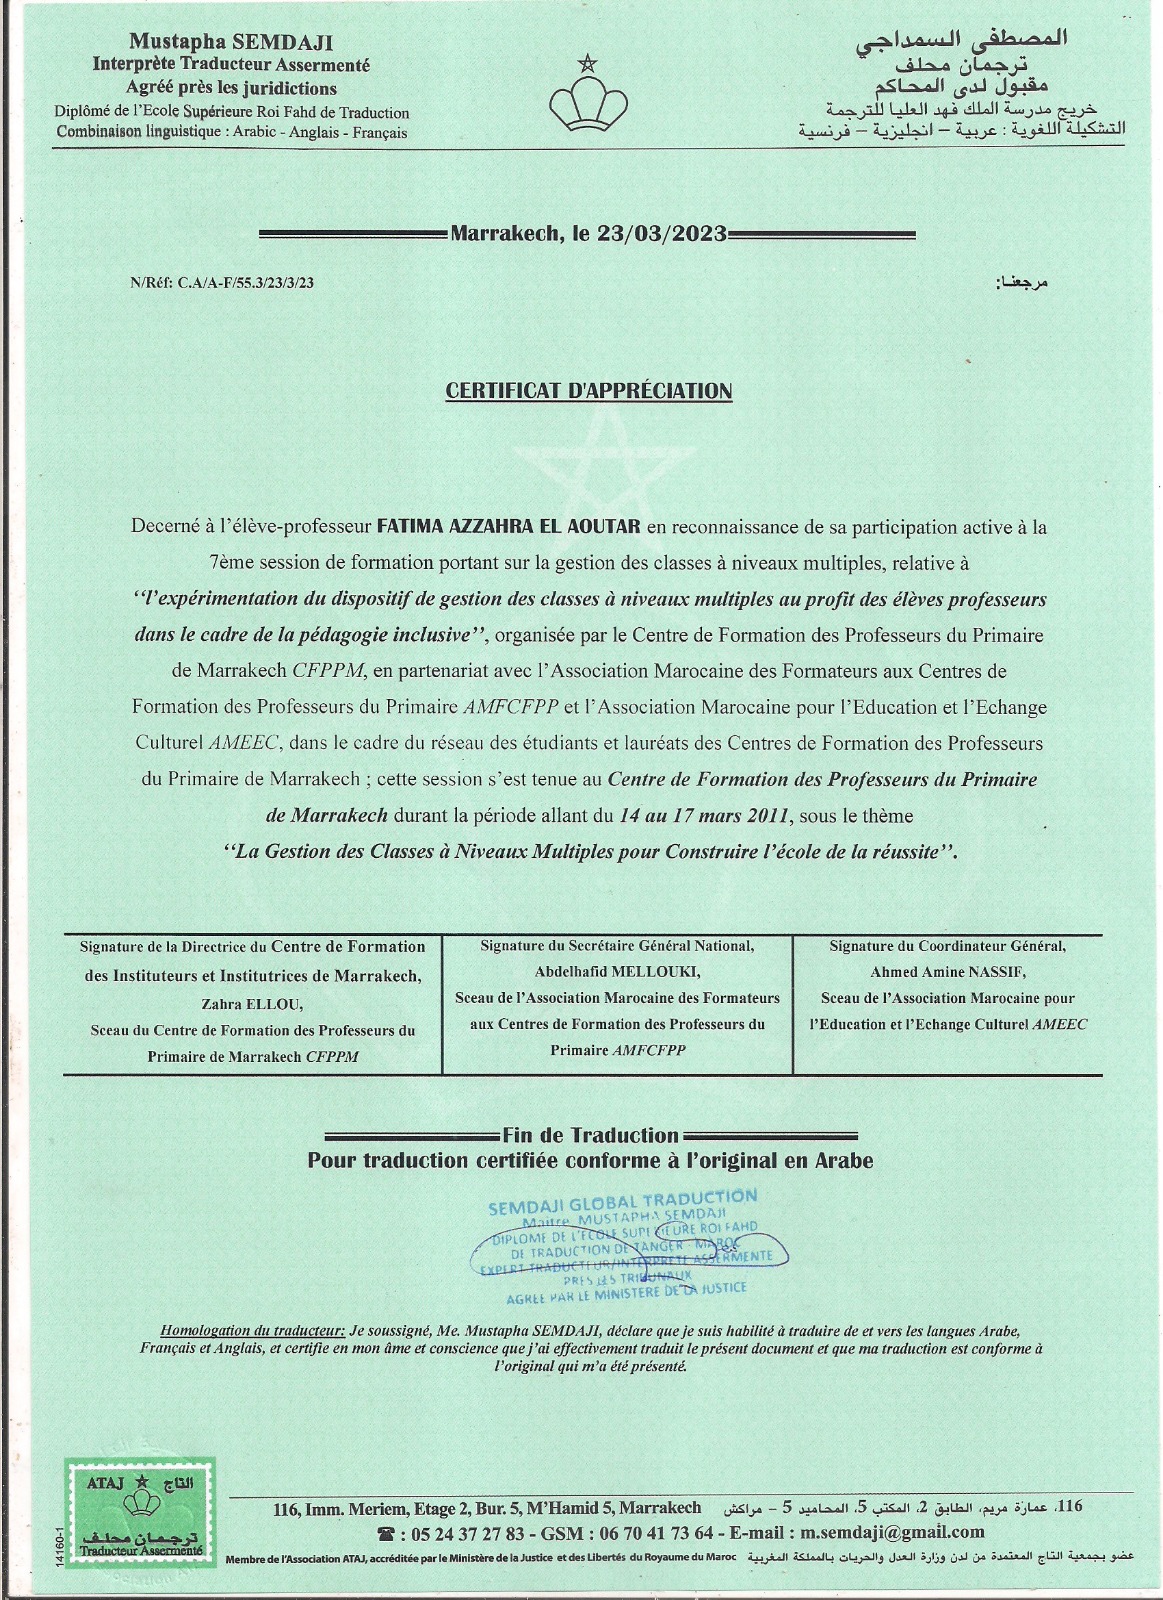 Mustapha SEMDAJI
Interprète Traducteur Assermenté
Agréé près les juridictions
Diplômé de l'Ecole Supérieure Roi Fahd de Traduction
Combinaison linguistique : Arabic - Anglais - Français
المصطفى السمداجي
ترجمان محلف
مقبول لدى المحاكم
خريج مدرسة الملك فهد العليا للترجمة
التشكيلة اللغوية : عربية – انجليزية – فرنسية
Marrakech, le 23/03/2023
N/Réf: C.A/A-F/55.3/23/3/23
مرجعنا:
CERTIFICAT D'APPRÉCIATION
Decerné à l'élève-professeur FATIMA AZZAHRA EL AOUTAR en reconnaissance de sa participation active à la
7ème session de formation portant sur la gestion des classes à niveaux multiples, relative à
‘‘l'expérimentation du dispositif de gestion des classes à niveaux multiples au profit des élèves professeurs
dans le cadre de la pédagogie inclusive’’, organisée par le Centre de Formation des Professeurs du Primaire
de Marrakech CFPPM, en partenariat avec l'Association Marocaine des Formateurs aux Centres de
Formation des Professeurs du Primaire AMFCFPP et l'Association Marocaine pour l'Education et l'Echange
Culturel AMEEC, dans le cadre du réseau des étudiants et lauréats des Centres de Formation des Professeurs
du Primaire de Marrakech ; cette session s'est tenue au Centre de Formation des Professeurs du Primaire
de Marrakech durant la période allant du 14 au 17 mars 2011, sous le thème
‘‘La Gestion des Classes à Niveaux Multiples pour Construire l'école de la réussite’’.
Signature de la Directrice du Centre de Formation
des Instituteurs et Institutrices de Marrakech,
Zahra ELLOU,
Sceau du Centre de Formation des Professeurs du
Primaire de Marrakech CFPPM
Signature du Secrétaire Général National,
Abdelhafid MELLOUKI,
Sceau de l'Association Marocaine des Formateurs
aux Centres de Formation des Professeurs du
Primaire AMFCFPP
Signature du Coordinateur Général,
Ahmed Amine NASSIF,
Sceau de l'Association Marocaine pour
l'Education et l'Echange Culturel AMEEC
Fin de Traduction
Pour traduction certifiée conforme à l'original en Arabe
SEMDAJI GLOBAL TRADUCTION
Maitre MUSTAPHA SEMDAJI
DIPLOME DE L'ECOLE SUPERIEURE ROI FAHD
DE TRADUCTION DE TANGER - MAROC
EXPERT TRADUCTEUR/INTERPRETE ASSERMENTE
PRES LES TRIBUNAUX
AGREE PAR LE MINISTERE DE LA JUSTICE
Homologation du traducteur: Je soussigné, Me. Mustapha SEMDAJI, déclare que je suis habilité à traduire de et vers les langues Arabe,
Français et Anglais, et certifie en mon âme et conscience que j'ai effectivement traduit le présent document et que ma traduction est conforme à
l'original qui m'a été présenté.
ATAJ التاج
ترجمان محلف
Traducteur Assermenté
14160-1
116, Imm. Meriem, Etage 2, Bur. 5, M'Hamid 5, Marrakech 116، عمارة مريم، الطابق 2، المكتب 5، المحاميد 5 – مراكش
☎ : 05 24 37 27 83 - GSM : 06 70 41 73 64 - E-mail : m.semdaji@gmail.com
Membre de l'Association ATAJ, accréditée par le Ministère de la Justice et des Libertés du Royaume du Maroc عضو بجمعية التاج المعتمدة من لدن وزارة العدل والحريات بالمملكة المغربية